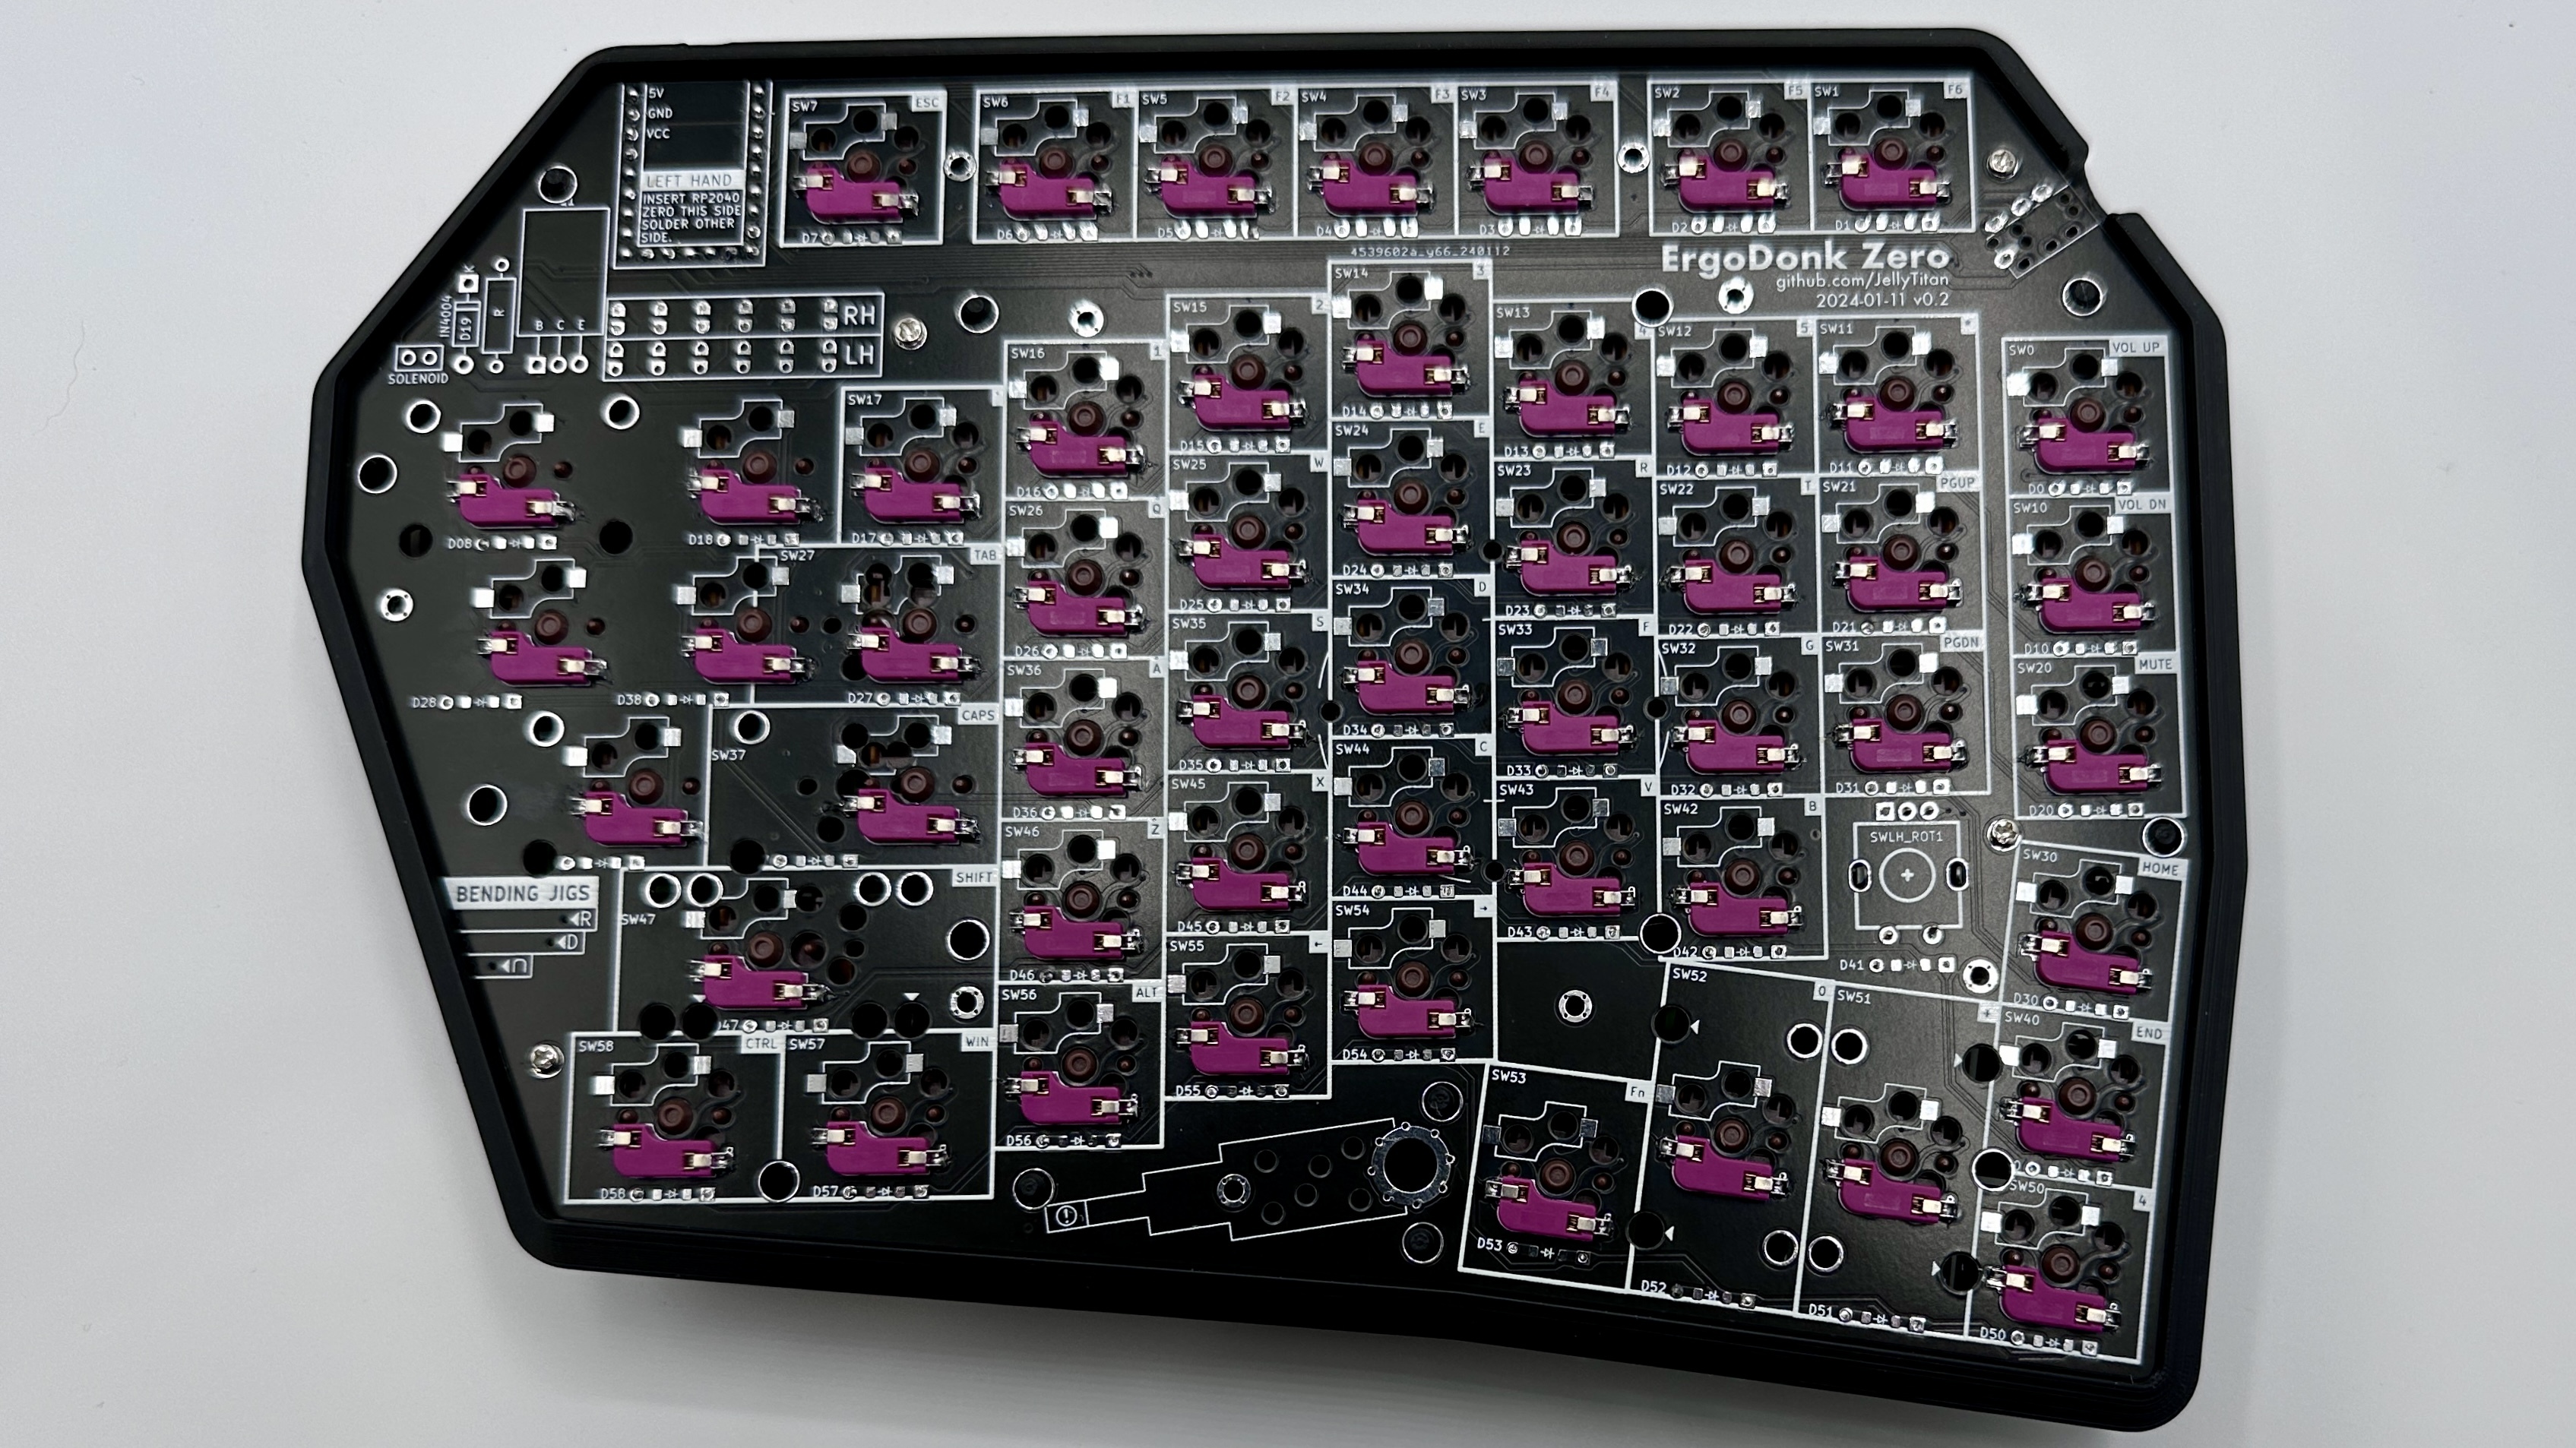 5V
GND
VCC
LEFT HAND
INSERT RP2040
ZERO THIS SIDE
SOLDER OTHER
SIDE.
SW7 ESC
SW6 F1
SW5 F2
SW4 F3
SW3 F4
SW2 F5
SW1 F6
D7
D6
D5
D4
D3
D2
D1
4539602a_y66_240112
ErgoDonk Zero
github.com/JellyTitan
2024-01-11 v0.2
K
IN4004
D19
R
B C E
SOLENOID
RH
LH
SW14 3
SW15 2
SW13 4
SW12 5
SW11
SW16 1
SW0 VOL UP
SW17
D14
D15
D13
D12
D11
D16
D0
D08
D18
D17
SW24 E
SW25 W
SW23 R
SW22 T
SW21 PGUP
SW26 Q
SW10 VOL DN
SW27 TAB
D24
D25
D23
D22
D21
D26
D10
D28
D38
D27
SW34 D
SW35 S
SW33 F
SW32 G
SW31 PGDN
SW36 A
SW20 MUTE
SW37 CAPS
D34
D35
D33
D32
D31
D36
D20
SW44 C
SW45 X
SW43 V
SW42 B
SWLH_ROT1
SW46 Z
SW30 HOME
BENDING JIGS
R
D
SW47 SHIFT
D44
D45
D43
D42
D41
D46
D30
D47
SW54
SW55
SW52 0
SW51
SW56 ALT
SW40 END
SW58 CTRL
SW57 WIN
D54
D55
SW53 Fn
D56
D58
D57
SW50 4
D53
D52
D51
D50